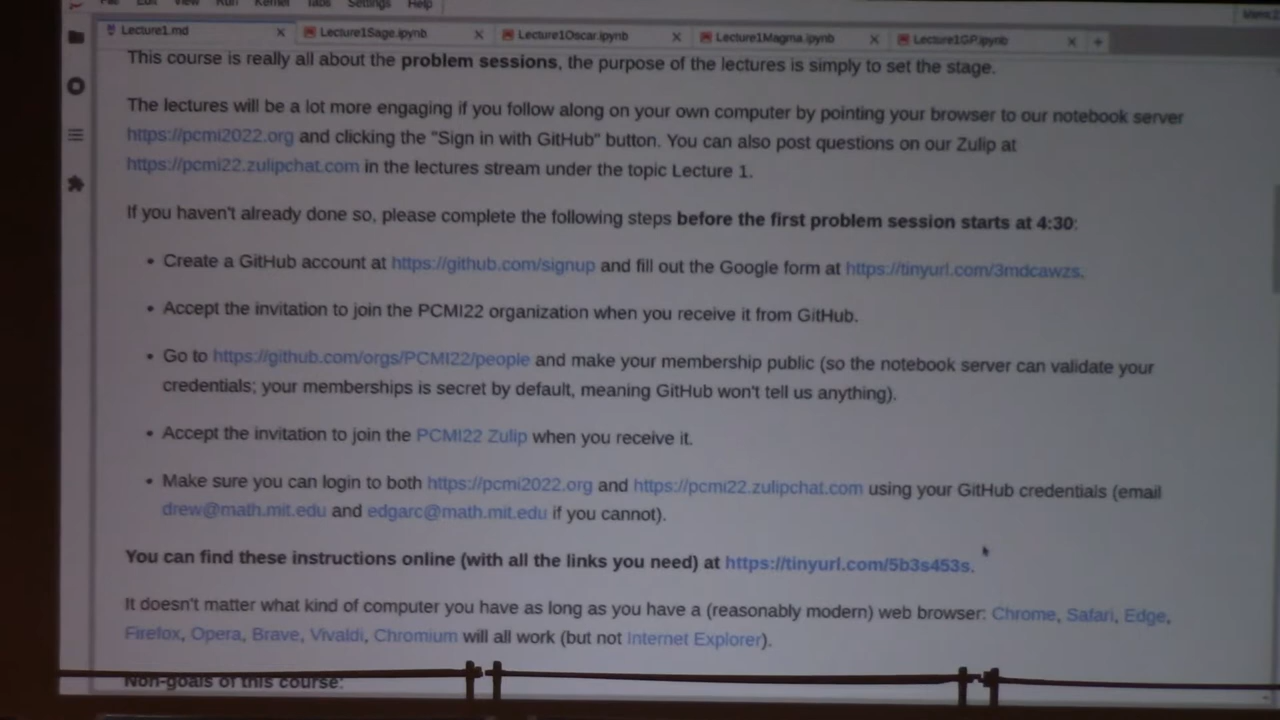 File Edit View Run Kernel Tabs Settings Help
Lecture1.md
Lecture1Sage.ipynb
Lecture1Oscar.ipynb
Lecture1Magma.ipynb
Lecture1GP.ipynb
This course is really all about the problem sessions, the purpose of the lectures is simply to set the stage.
The lectures will be a lot more engaging if you follow along on your own computer by pointing your browser to our notebook server
https://pcmi2022.org and clicking the "Sign in with GitHub" button. You can also post questions on our Zulip at
https://pcmi22.zulipchat.com in the lectures stream under the topic Lecture 1.
If you haven't already done so, please complete the following steps before the first problem session starts at 4:30:
• Create a GitHub account at https://github.com/signup and fill out the Google form at https://tinyurl.com/3mdcawzs.
• Accept the invitation to join the PCMI22 organization when you receive it from GitHub.
• Go to https://github.com/orgs/PCMI22/people and make your membership public (so the notebook server can validate your
credentials; your memberships is secret by default, meaning GitHub won't tell us anything).
• Accept the invitation to join the PCMI22 Zulip when you receive it.
• Make sure you can login to both https://pcmi2022.org and https://pcmi22.zulipchat.com using your GitHub credentials (email
drew@math.mit.edu and edgarc@math.mit.edu if you cannot).
You can find these instructions online (with all the links you need) at https://tinyurl.com/5b3s453s.
It doesn't matter what kind of computer you have as long as you have a (reasonably modern) web browser: Chrome, Safari, Edge,
Firefox, Opera, Brave, Vivaldi, Chromium will all work (but not Internet Explorer).
Non-goals of this course: